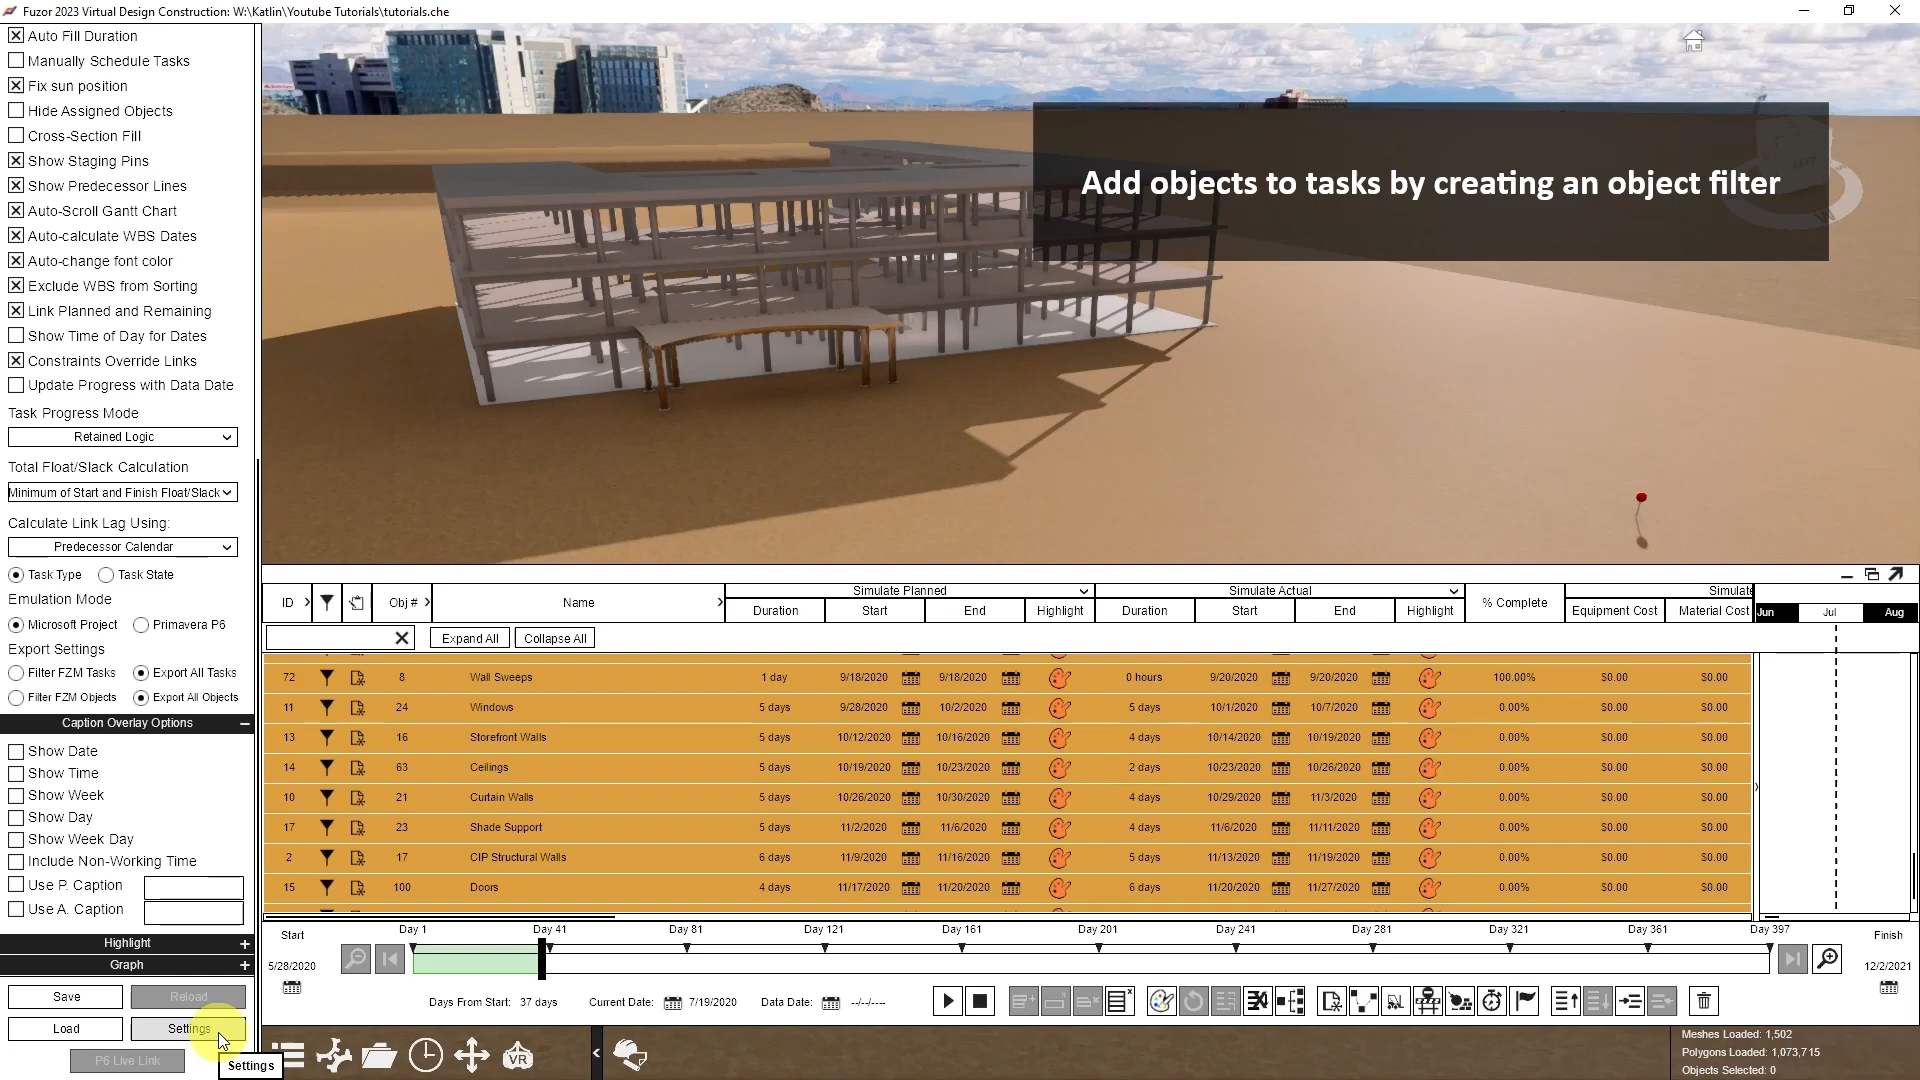 Fuzor 2023 Virtual Design Construction: W:\Katlin\Youtube Tutorials\tutorials.che
Auto Fill Duration
Manually Schedule Tasks
Fix sun position
Hide Assigned Objects
Cross-Section Fill
Show Staging Pins
Show Predecessor Lines
Auto-Scroll Gantt Chart
Auto-calculate WBS Dates
Auto-change font color
Exclude WBS from Sorting
Link Planned and Remaining
Show Time of Day for Dates
Constraints Override Links
Update Progress with Data Date
Task Progress Mode
Retained Logic
Total Float/Slack Calculation
Minimum of Start and Finish Float/Slack
Calculate Link Lag Using:
Predecessor Calendar
Task Type Task State
Emulation Mode
Microsoft Project Primavera P6
Export Settings
Filter FZM Tasks Export All Tasks
Filter FZM Objects Export All Objects
Caption Overlay Options
Show Date
Show Time
Show Week
Show Day
Show Week Day
Include Non-Working Time
Use P. Caption
Use A. Caption
Highlight
Graph
Save Reload
Load Settings
P6 Live Link
Settings
Add objects to tasks by creating an object filter
LEFT
ID Obj # Name Simulate Planned Simulate Actual % Complete Simulate
Duration Start End Highlight Duration Start End Highlight Equipment Cost Material Cost
Jun Jul Aug
Expand All Collapse All
72 8 Wall Sweeps 1 day 9/18/2020 9/18/2020 0 hours 9/20/2020 9/20/2020 100.00% $0.00 $0.00
11 24 Windows 5 days 9/28/2020 10/2/2020 5 days 10/1/2020 10/7/2020 0.00% $0.00 $0.00
13 16 Storefront Walls 5 days 10/12/2020 10/16/2020 4 days 10/14/2020 10/19/2020 0.00% $0.00 $0.00
14 63 Ceilings 5 days 10/19/2020 10/23/2020 2 days 10/23/2020 10/26/2020 0.00% $0.00 $0.00
10 21 Curtain Walls 5 days 10/26/2020 10/30/2020 4 days 10/29/2020 11/3/2020 0.00% $0.00 $0.00
17 23 Shade Support 5 days 11/2/2020 11/6/2020 4 days 11/6/2020 11/11/2020 0.00% $0.00 $0.00
2 17 CIP Structural Walls 6 days 11/9/2020 11/16/2020 5 days 11/13/2020 11/19/2020 0.00% $0.00 $0.00
15 100 Doors 4 days 11/17/2020 11/20/2020 6 days 11/20/2020 11/27/2020 0.00% $0.00 $0.00
Start Day 1 Day 41 Day 81 Day 121 Day 161 Day 201 Day 241 Day 281 Day 321 Day 361 Day 397 Finish
5/28/2020 12/2/2021
Days From Start: 37 days Current Date: 7/19/2020 Data Date: --/--/----
VR
Meshes Loaded: 1,502
Polygons Loaded: 1,073,715
Objects Selected: 0